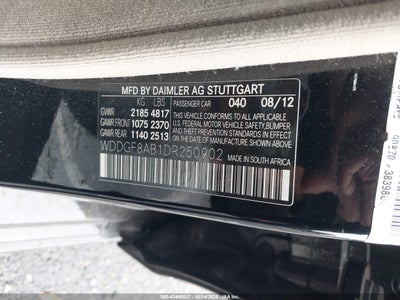 MFD BY DAIMLER AG STUTTGART
KG LBS PASSENGER CAR 040 08/12
GVWR 2185 4817
GAWR FRONT 1075 2370
GAWR REAR 1140 2513
THIS VEHICLE CONFORMS TO ALL APPLICABLE
U.S. FEDERAL MOTOR VEHICLE SAFETY, BUMPER
AND THEFT PREVENTION STANDARDS IN EFFECT
ON THE DATE OF MANUFACTURE SHOWN ABOVE.
MADE IN SOUTH AFRICA
WDDGF8AB1DR250902